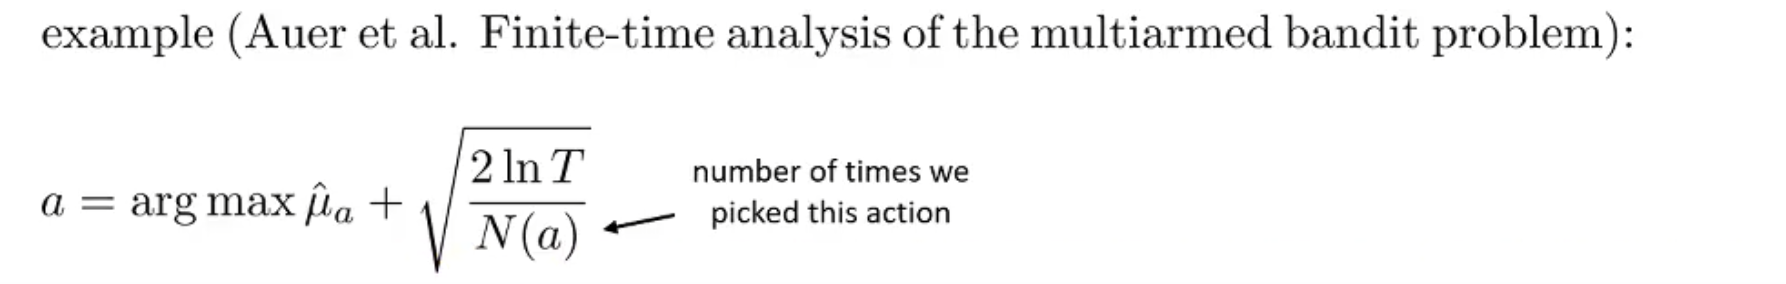 example (Auer et al. Finite-time analysis of the multiarmed bandit problem):
a = arg max μ̂ₐ + √(2 ln T / N(a))
number of times we
picked this action